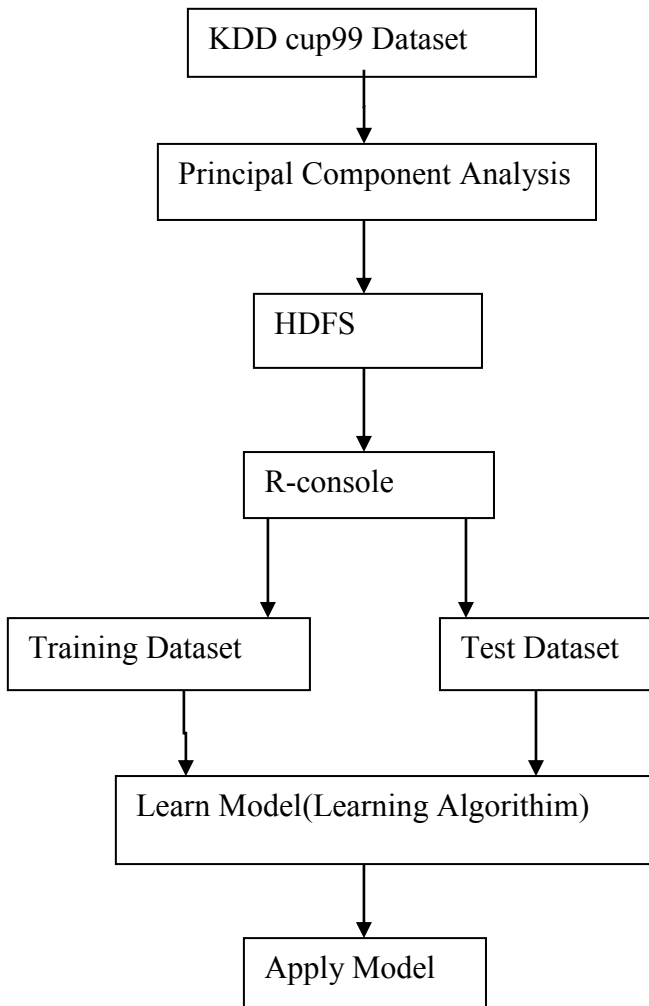 KDD cup99 Dataset
Principal Component Analysis
HDFS
R-console
Training Dataset
Test Dataset
Learn Model(Learning Algorithim)
Apply Model